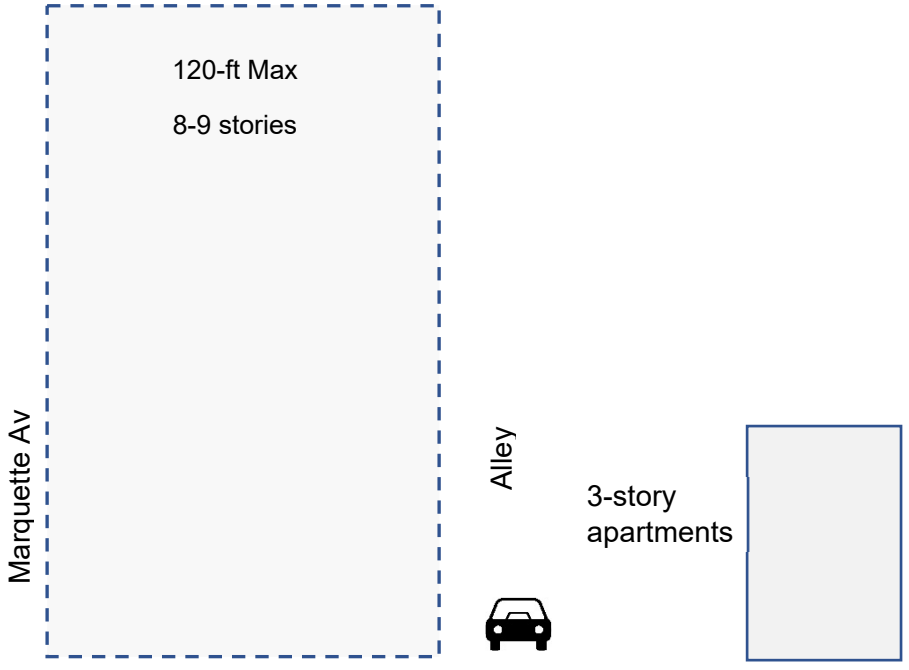 120-ft Max
8-9 stories
Marquette Av
Alley
3-story
apartments